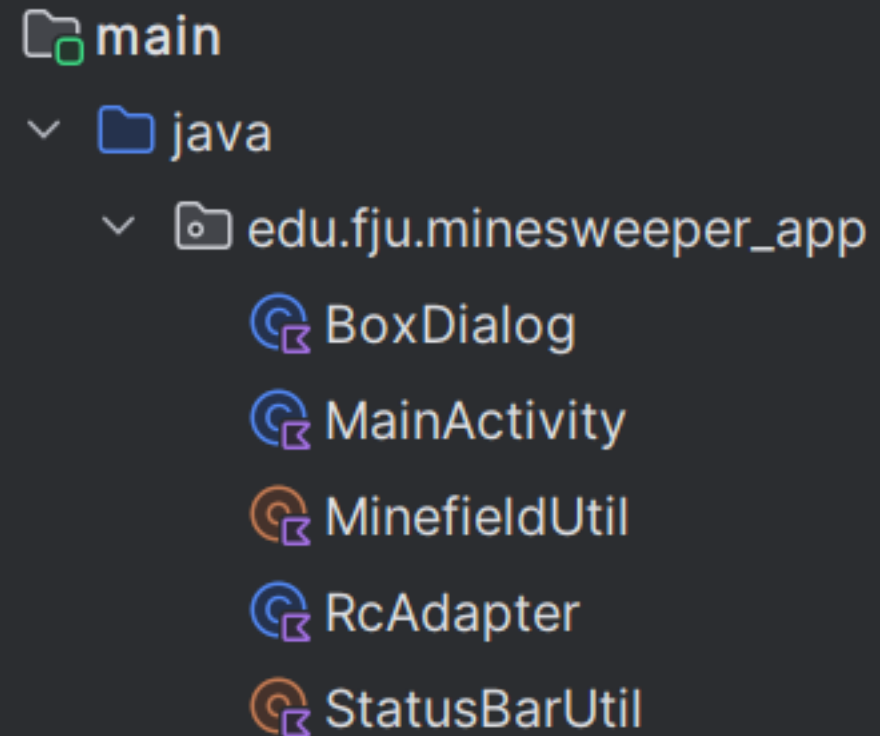 main
java
edu.fju.minesweeper_app
BoxDialog
MainActivity
MinefieldUtil
RcAdapter
StatusBarUtil